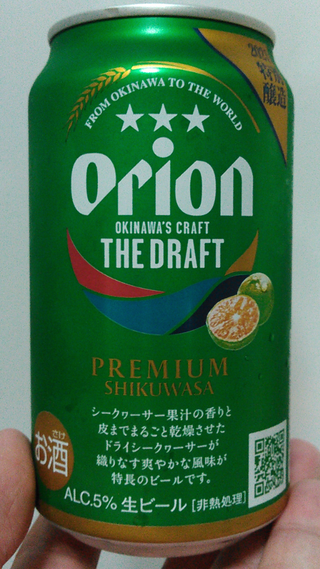 醸造
FROM OKINAWA TO THE WORLD
Orion
OKINAWA'S CRAFT
THE DRAFT
PREMIUM
SHIKUWASA
シークヮーサー果汁の香りと
皮までまるごと乾燥させた
ドライシークヮーサーが
織りなす爽やかな風味が
特長のビールです。
さけ
お酒
ALC.5% 生ビール [非熱処理]